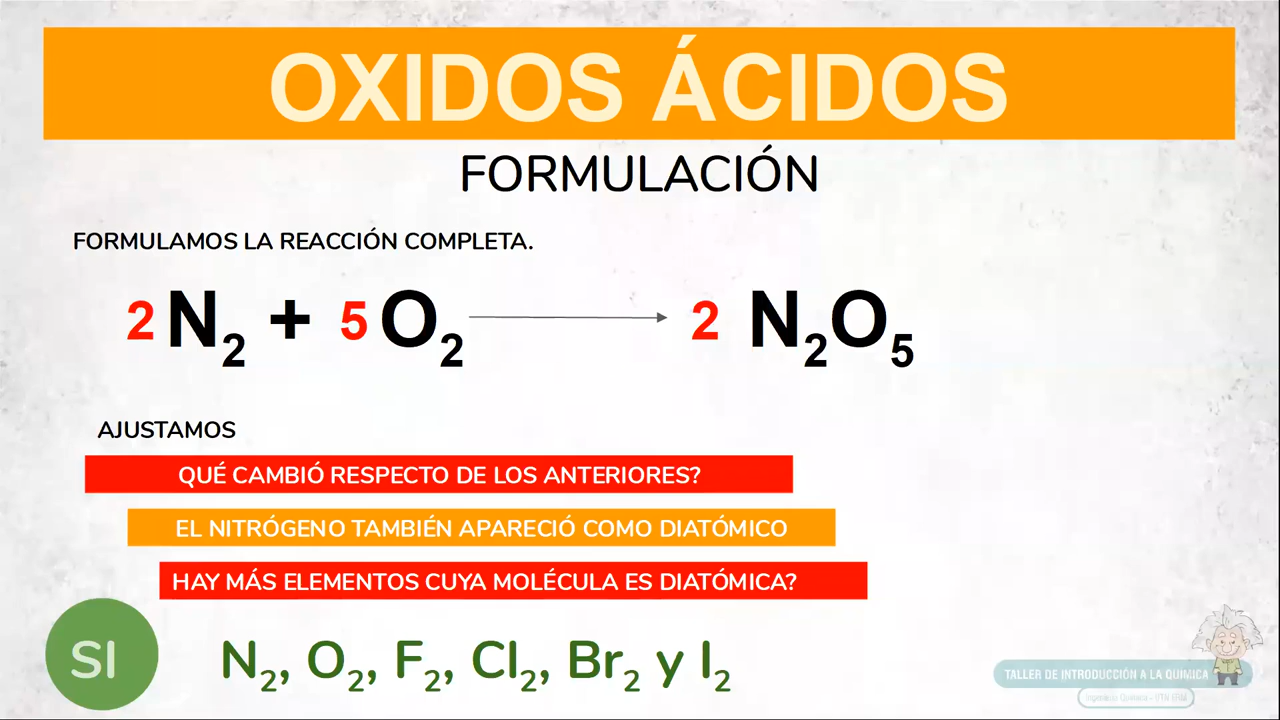 OXIDOS ÁCIDOS
FORMULACIÓN
FORMULAMOS LA REACCIÓN COMPLETA.
2 N₂ + 5 O₂ → 2 N₂O₅
AJUSTAMOS
QUÉ CAMBIÓ RESPECTO DE LOS ANTERIORES?
EL NITRÓGENO TAMBIÉN APARECIÓ COMO DIATÓMICO
HAY MÁS ELEMENTOS CUYA MOLÉCULA ES DIATÓMICA?
SI N₂, O₂, F₂, Cl₂, Br₂ y I₂
TALLER DE INTRODUCCIÓN A LA QUIMICA